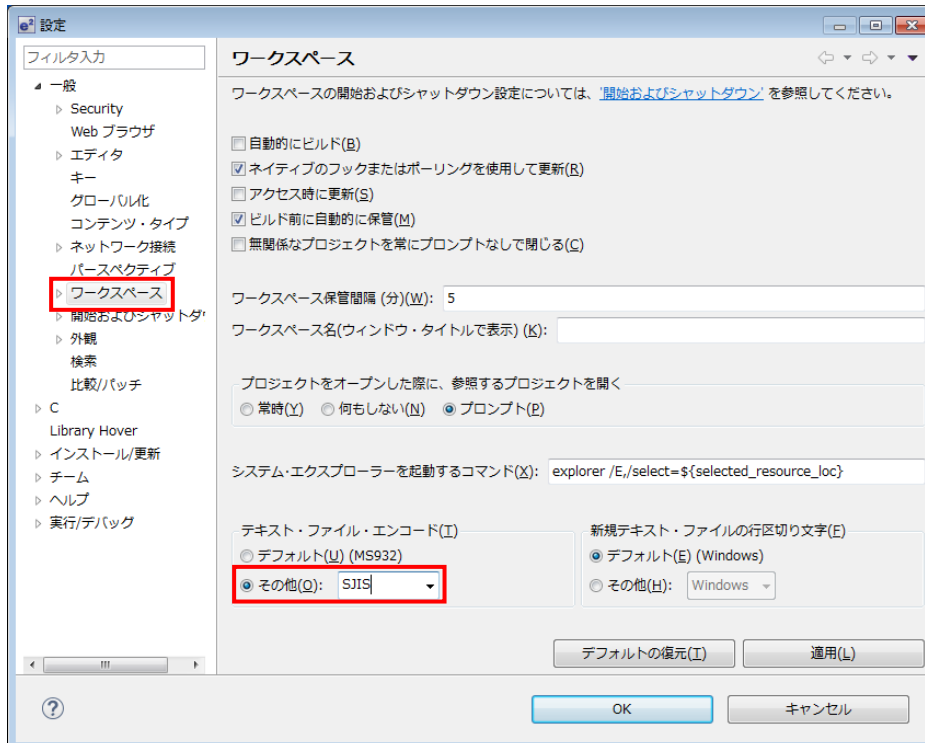 e² 設定
フィルタ入力
一般
Security
Web ブラウザ
エディタ
キー
グローバル化
コンテンツ・タイプ
ネットワーク接続
パースペクティブ
ワークスペース
開始およびシャットダ
外観
検索
比較/パッチ
C
Library Hover
インストール/更新
チーム
ヘルプ
実行/デバッグ
ワークスペース
ワークスペースの開始およびシャットダウン設定については、'開始およびシャットダウン' を参照してください。
自動的にビルド(B)
ネイティブのフックまたはポーリングを使用して更新(R)
アクセス時に更新(S)
ビルド前に自動的に保管(M)
無関係なプロジェクトを常にプロンプトなしで閉じる(C)
ワークスペース保管間隔 (分)(W): 5
ワークスペース名(ウィンドウ・タイトルで表示) (K):
プロジェクトをオープンした際に、参照するプロジェクトを開く
常時(Y) 何もしない(N) プロンプト(P)
システム・エクスプローラーを起動するコマンド(X): explorer /E,/select=${selected_resource_loc}
テキスト・ファイル・エンコード(T)
デフォルト(U) (MS932)
その他(O): SJIS
新規テキスト・ファイルの行区切り文字(F)
デフォルト(E) (Windows)
その他(H): Windows
デフォルトの復元(T) 適用(L)
? OK キャンセル